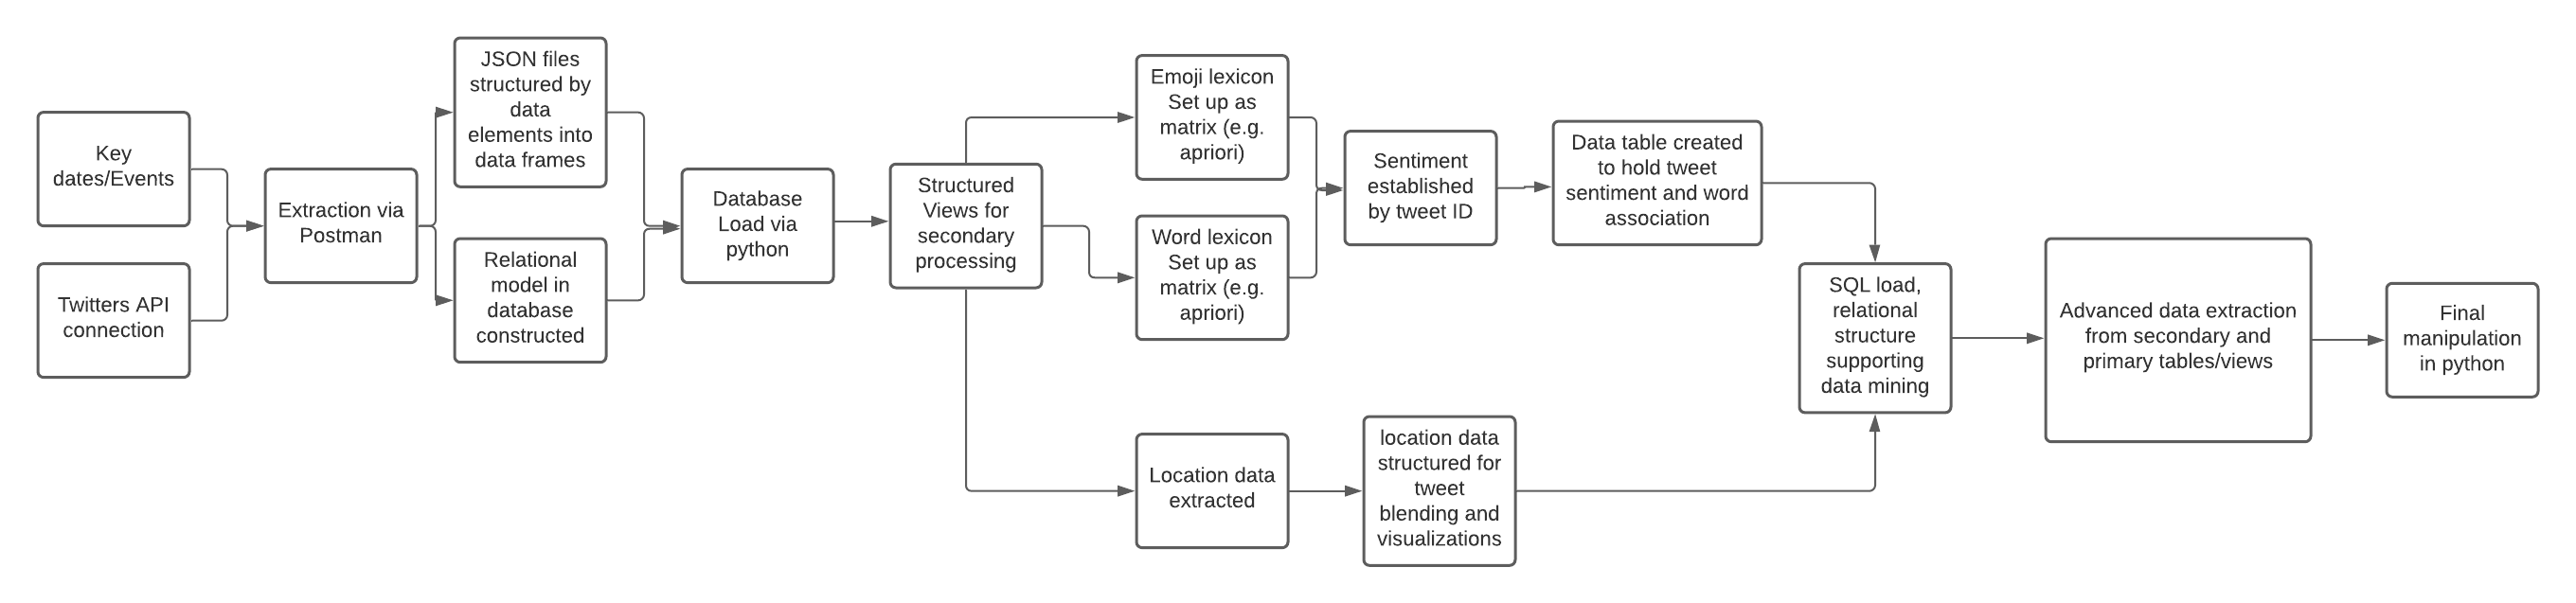 Key
dates/Events
Twitters API
connection
Extraction via
Postman
JSON files
structured by
data
elements into
data frames
Relational
model in
database
constructed
Database
Load via
python
Structured
Views for
secondary
processing
Emoji lexicon
Set up as
matrix (e.g.
apriori)
Word lexicon
Set up as
matrix (e.g.
apriori)
Location data
extracted
Sentiment
established
by tweet ID
location data
structured for
tweet
blending and
visualizations
Data table created
to hold tweet
sentiment and word
association
SQL load,
relational
structure
supporting
data mining
Advanced data extraction
from secondary and
primary tables/views
Final
manipulation
in python